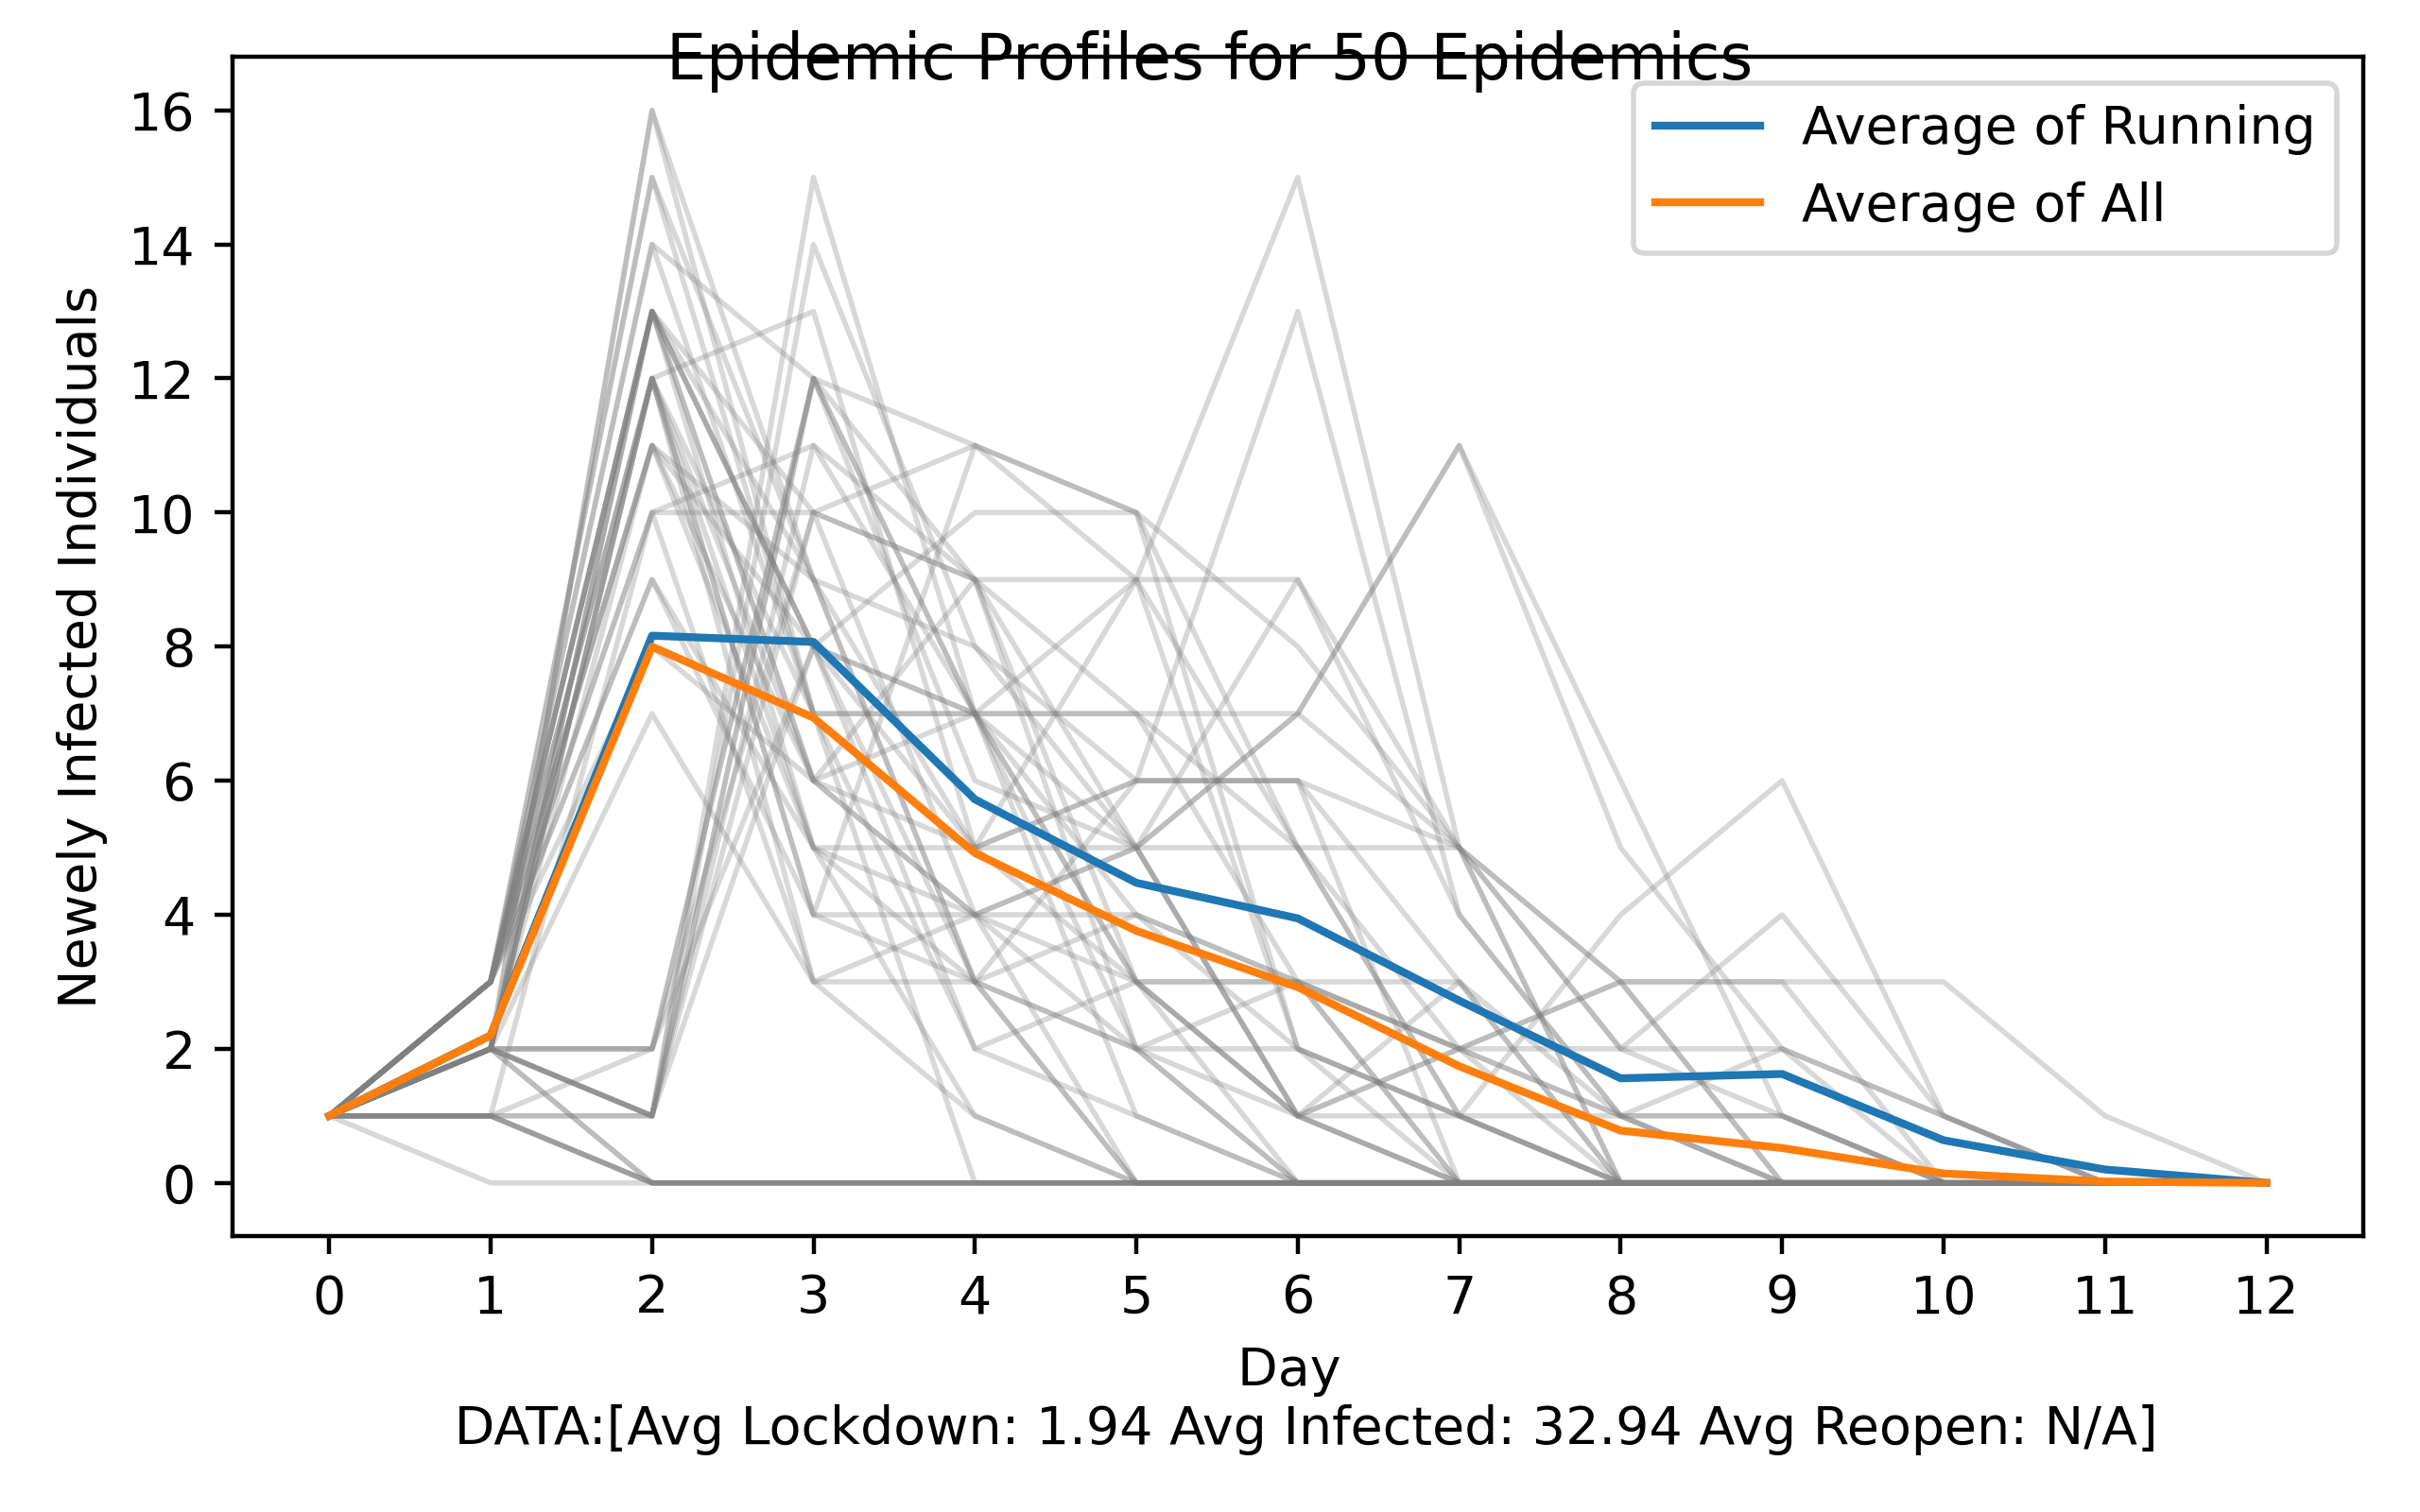 Epidemic Profiles for 50 Epidemics
Average of Running
Average of All
Newely Infected Individuals
16
14
12
10
8
6
4
2
0
0 1 2 3 4 5 6 7 8 9 10 11 12
Day
DATA:[Avg Lockdown: 1.94 Avg Infected: 32.94 Avg Reopen: N/A]